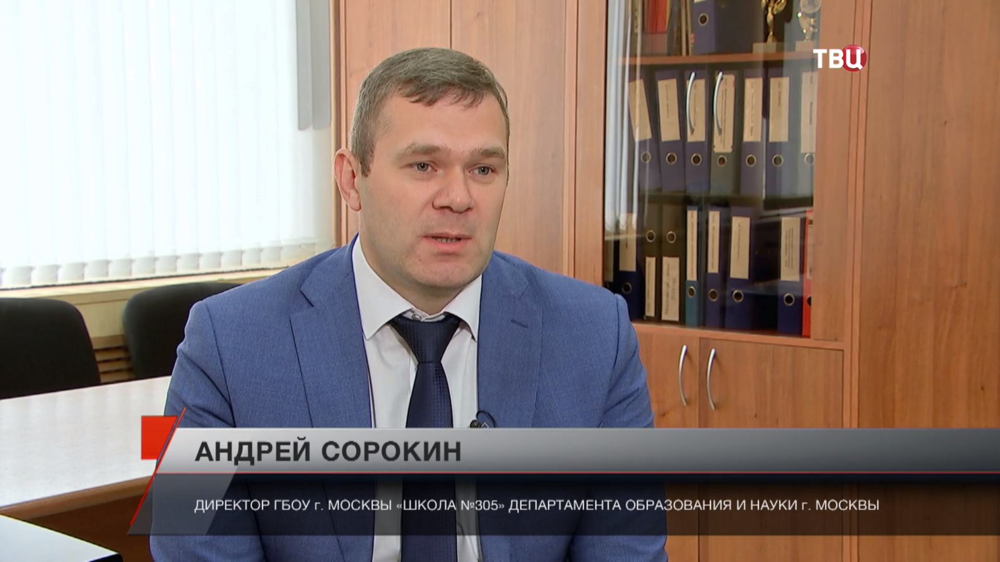 ТВЦ
АНДРЕЙ СОРОКИН
ДИРЕКТОР ГБОУ г. МОСКВЫ «ШКОЛА №305» ДЕПАРТАМЕНТА ОБРАЗОВАНИЯ И НАУКИ г. МОСКВЫ